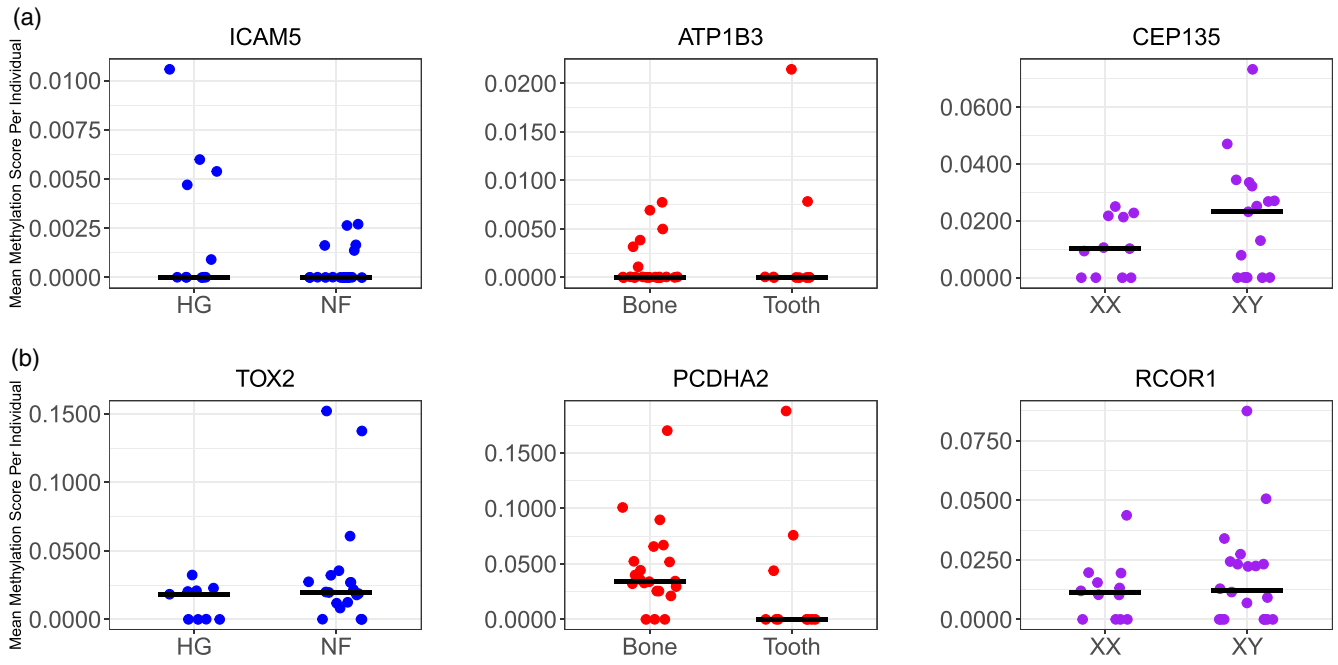 (a)
ICAM5
ATP1B3
CEP135
Mean Methylation Score Per Individual
0.0100
0.0075
0.0050
0.0025
0.0000
HG
NF
0.0200
0.0150
0.0100
0.0050
0.0000
Bone
Tooth
0.0600
0.0400
0.0200
0.0000
XX
XY
(b)
TOX2
PCDHA2
RCOR1
Mean Methylation Score Per Individual
0.1500
0.1000
0.0500
0.0000
HG
NF
0.1500
0.1000
0.0500
0.0000
Bone
Tooth
0.0750
0.0500
0.0250
0.0000
XX
XY